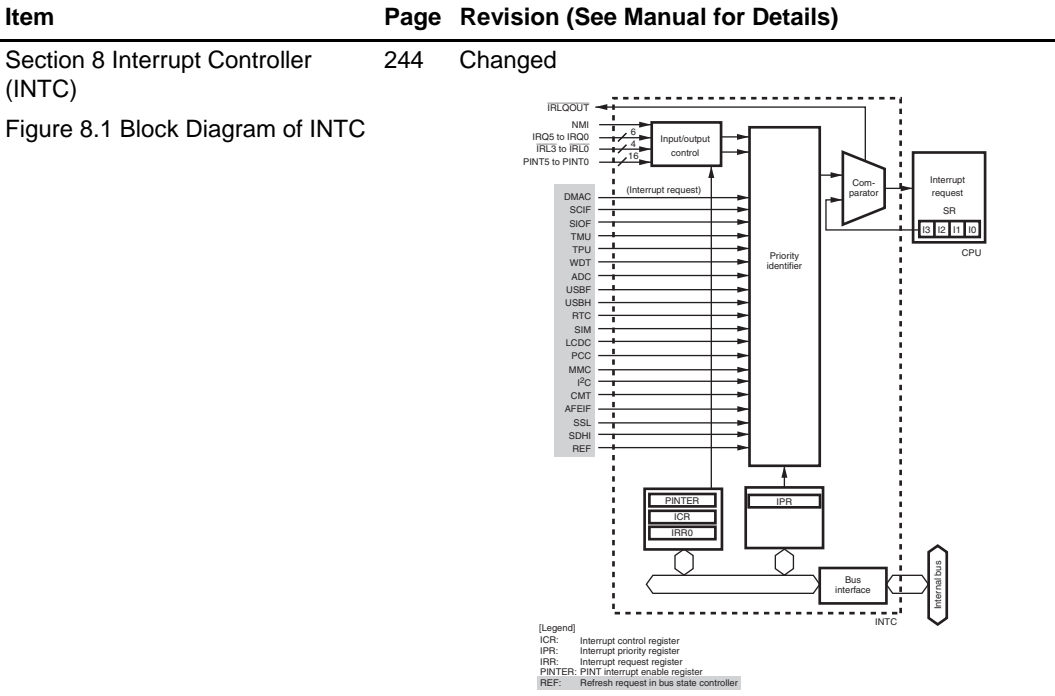 Item Page Revision (See Manual for Details)
Section 8 Interrupt Controller 244 Changed
(INTC)
Figure 8.1 Block Diagram of INTC
IRLQOUT
NMI
IRQ5 to IRQ0 6
IRL3 to IRL0 4
PINT5 to PINT0 16
Input/output
control
(Interrupt request)
DMAC
SCIF
SIOF
TMU
TPU
WDT
ADC
USBF
USBH
RTC
SIM
LCDC
PCC
MMC
I²C
CMT
AFEIF
SSL
SDHI
REF
Priority
identifier
Com-
parator
Interrupt
request
SR
I3 I2 I1 I0
CPU
PINTER
ICR
IRR0
IPR
Bus
interface
Internal bus
INTC
[Legend]
ICR: Interrupt control register
IPR: Interrupt priority register
IRR: Interrupt request register
PINTER: PINT interrupt enable register
REF: Refresh request in bus state controller